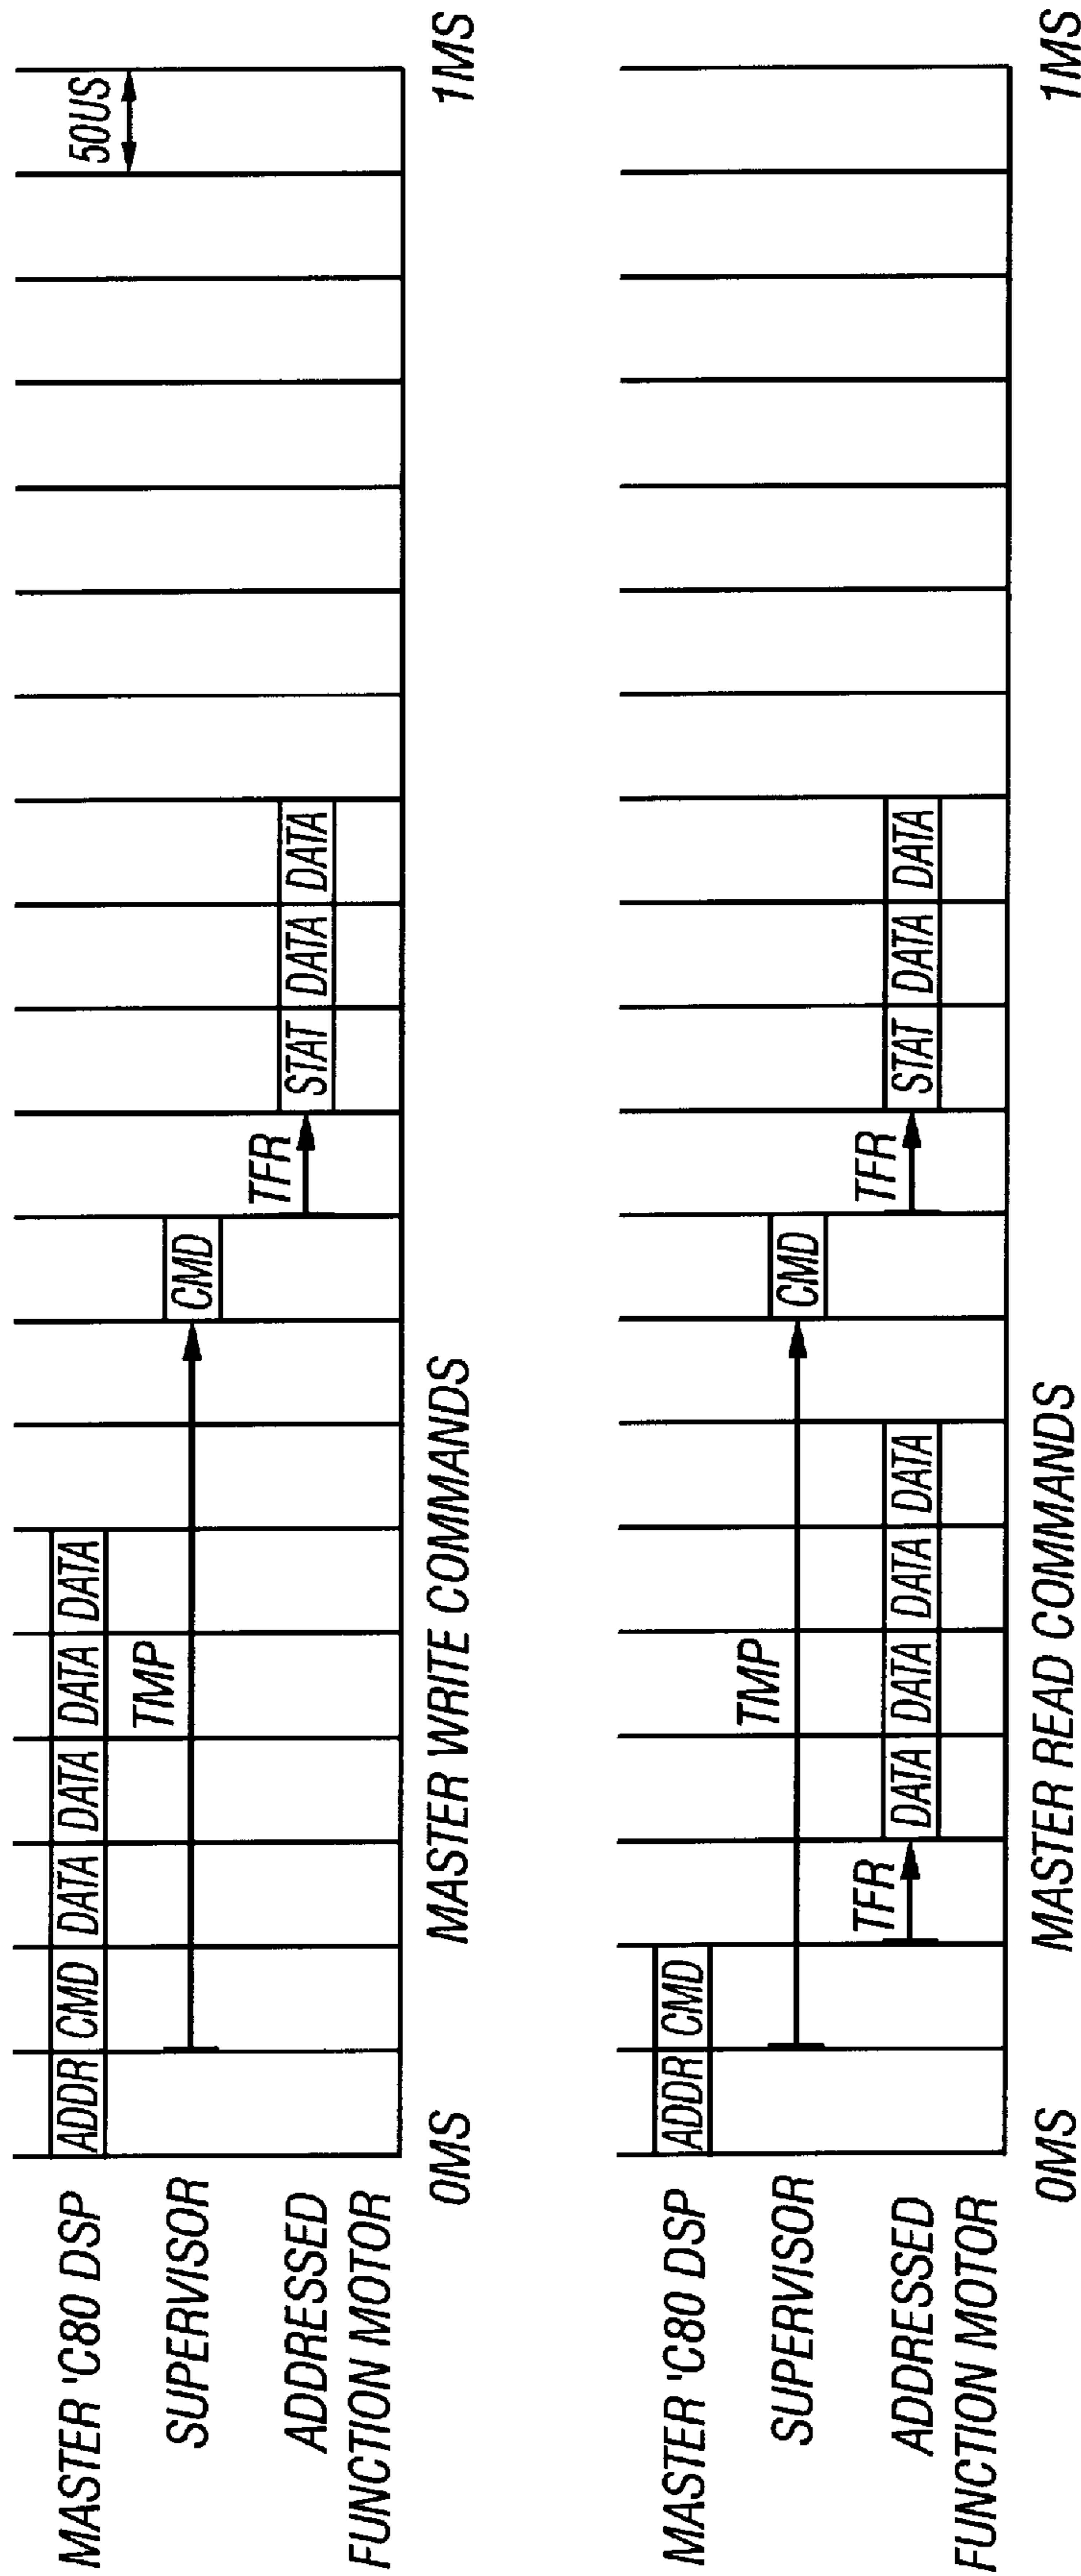 50US
MASTER 'C80 DSP ADDR CMD DATA DATA DATA DATA
TMP
SUPERVISOR CMD
TFR
ADDRESSED
FUNCTION MOTOR STAT DATA DATA
0MS 1MS
MASTER WRITE COMMANDS
MASTER 'C80 DSP ADDR CMD
TMP
SUPERVISOR CMD
TFR TFR
ADDRESSED
FUNCTION MOTOR DATA DATA DATA DATA STAT DATA DATA
0MS 1MS
MASTER READ COMMANDS